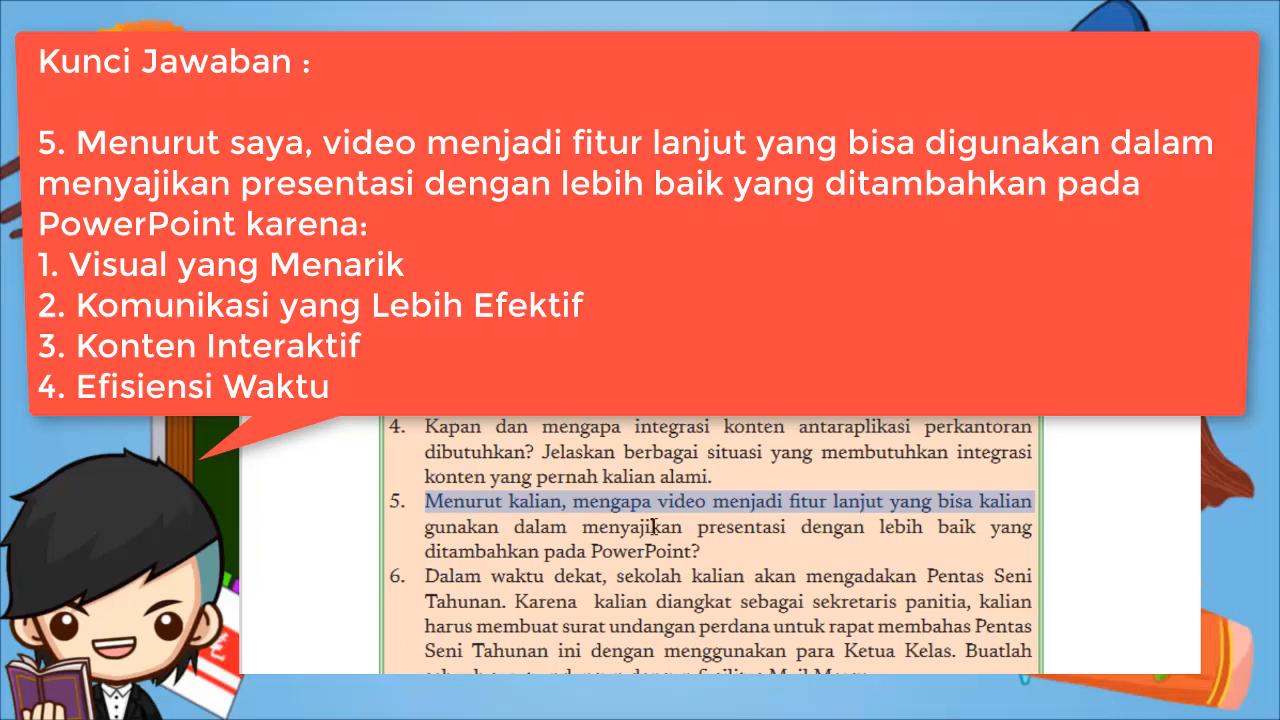 Kunci Jawaban :
5. Menurut saya, video menjadi fitur lanjut yang bisa digunakan dalam
menyajikan presentasi dengan lebih baik yang ditambahkan pada
PowerPoint karena:
1. Visual yang Menarik
2. Komunikasi yang Lebih Efektif
3. Konten Interaktif
4. Efisiensi Waktu
4. Kapan dan mengapa integrasi konten antaraplikasi perkantoran
dibutuhkan? Jelaskan berbagai situasi yang membutuhkan integrasi
konten yang pernah kalian alami.
5. Menurut kalian, mengapa video menjadi fitur lanjut yang bisa kalian
gunakan dalam menyajikan presentasi dengan lebih baik yang
ditambahkan pada PowerPoint?
6. Dalam waktu dekat, sekolah kalian akan mengadakan Pentas Seni
Tahunan. Karena kalian diangkat sebagai sekretaris panitia, kalian
harus membuat surat undangan perdana untuk rapat membahas Pentas
Seni Tahunan ini dengan menggunakan para Ketua Kelas. Buatlah